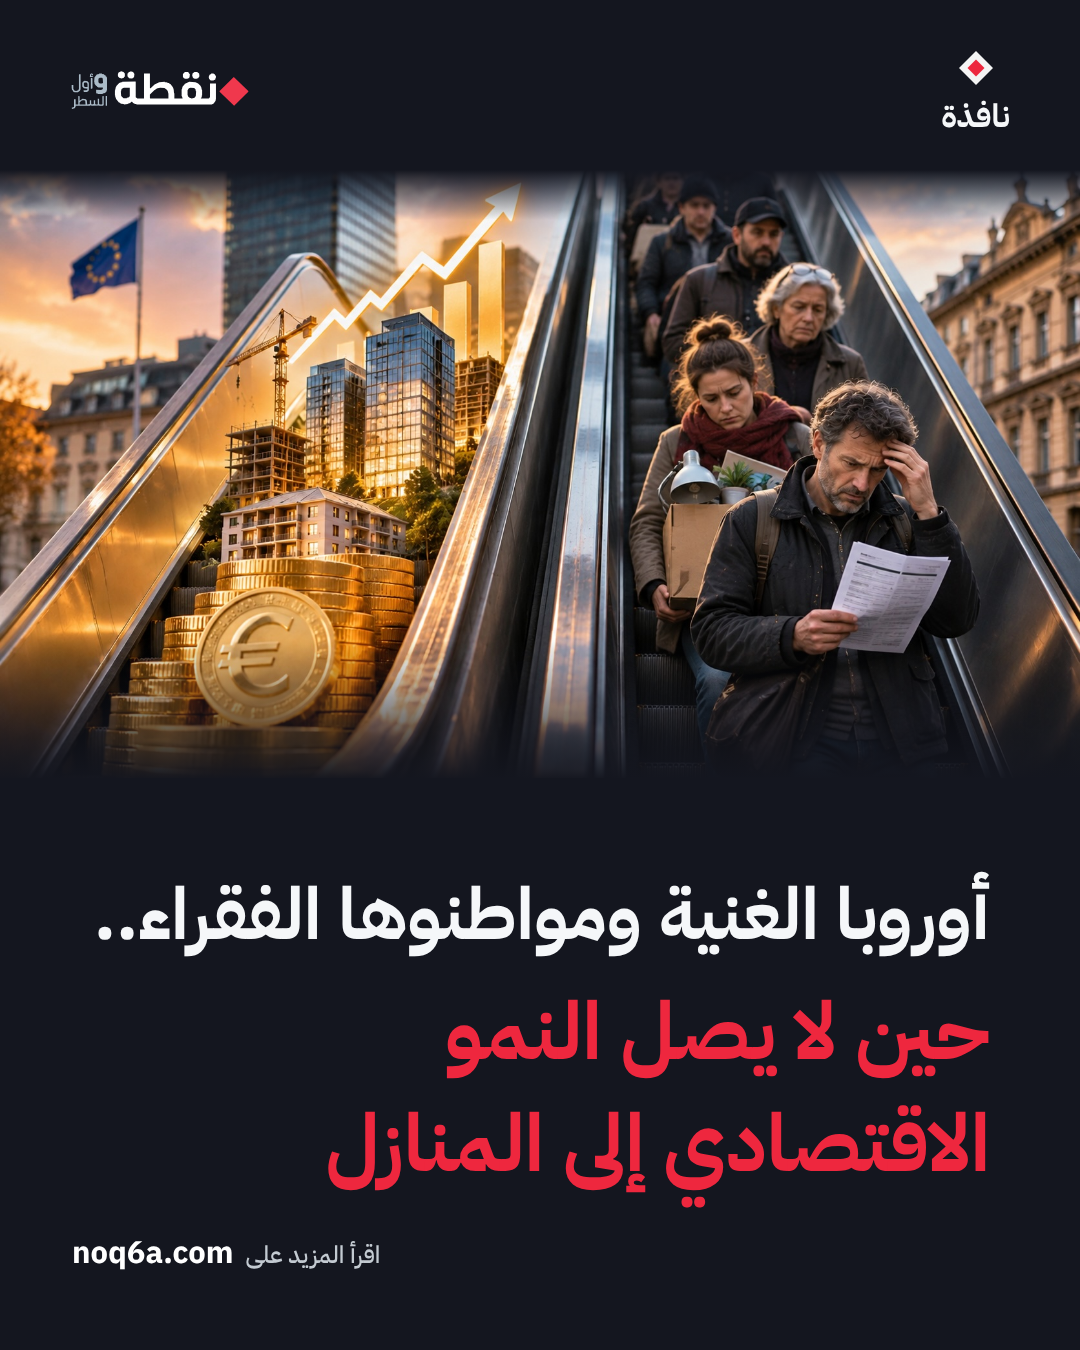 نافذة
نقطة
وأول
السطر
أوروبا الغنية ومواطنوها الفقراء..
حين لا يصل النمو
الاقتصادي إلى المنازل
اقرأ المزيد على noq6a.com